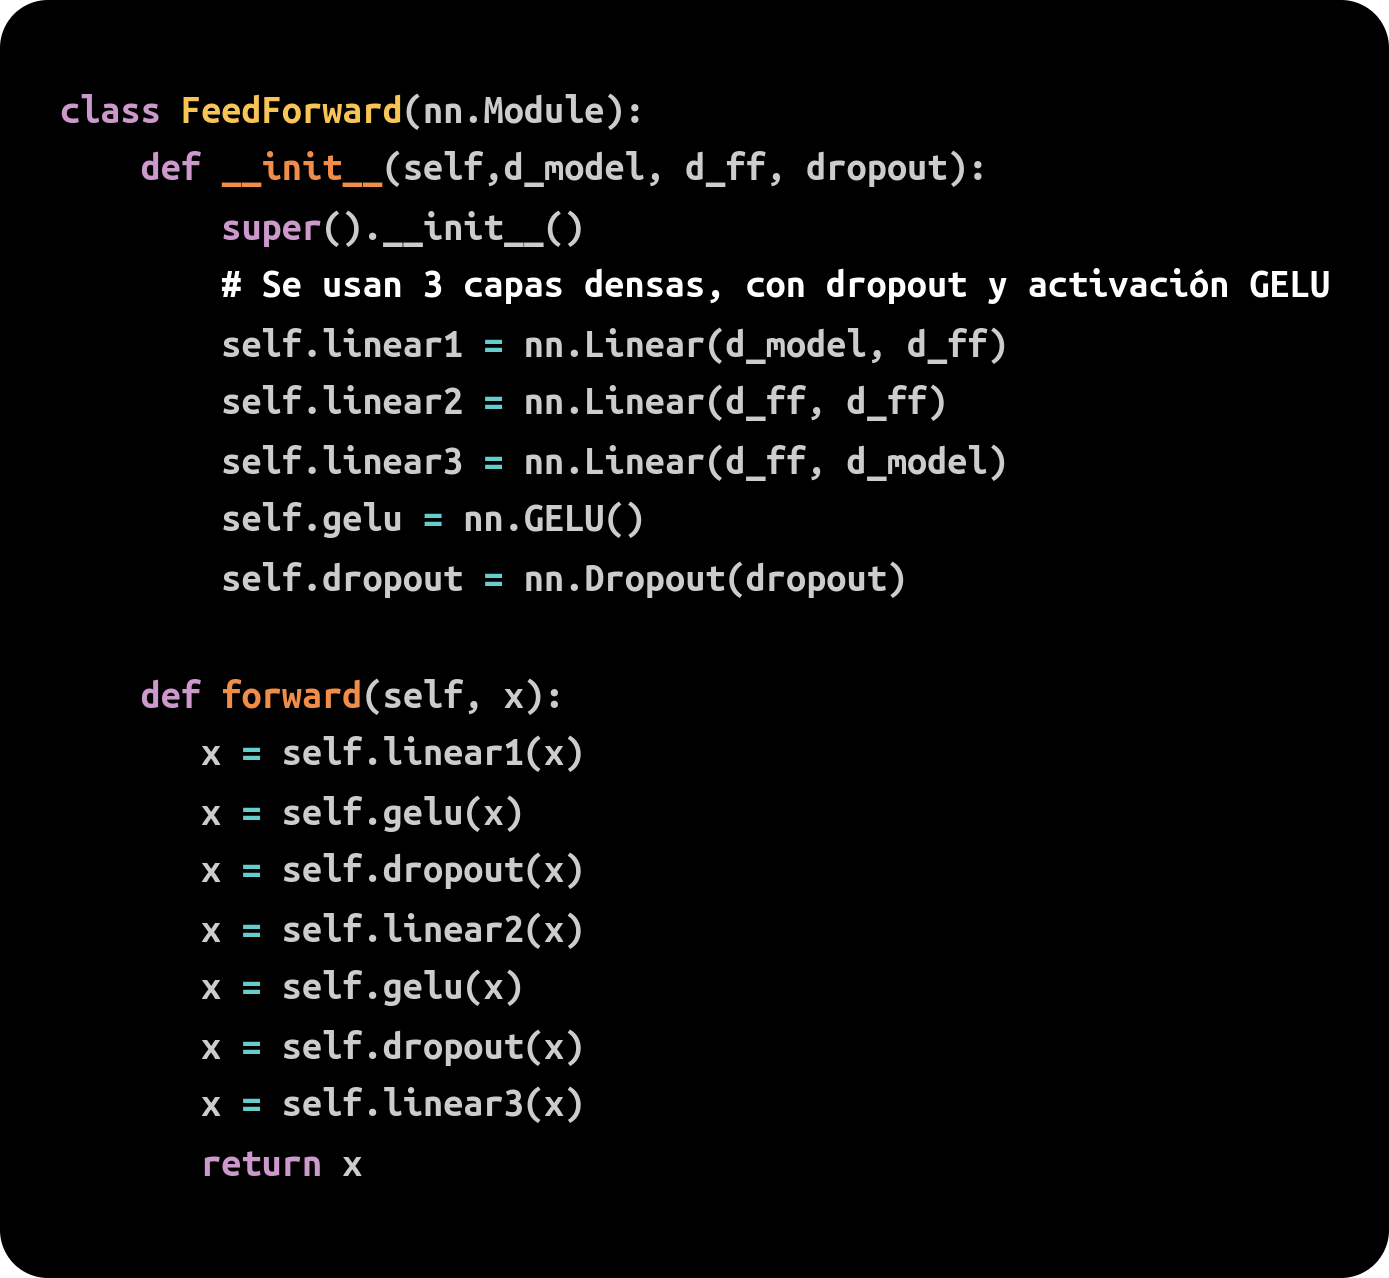 class FeedForward(nn.Module):
    def __init__(self,d_model, d_ff, dropout):
        super().__init__()
        # Se usan 3 capas densas, con dropout y activación GELU
        self.linear1 = nn.Linear(d_model, d_ff)
        self.linear2 = nn.Linear(d_ff, d_ff)
        self.linear3 = nn.Linear(d_ff, d_model)
        self.gelu = nn.GELU()
        self.dropout = nn.Dropout(dropout)

    def forward(self, x):
       x = self.linear1(x)
       x = self.gelu(x)
       x = self.dropout(x)
       x = self.linear2(x)
       x = self.gelu(x)
       x = self.dropout(x)
       x = self.linear3(x)
       return x